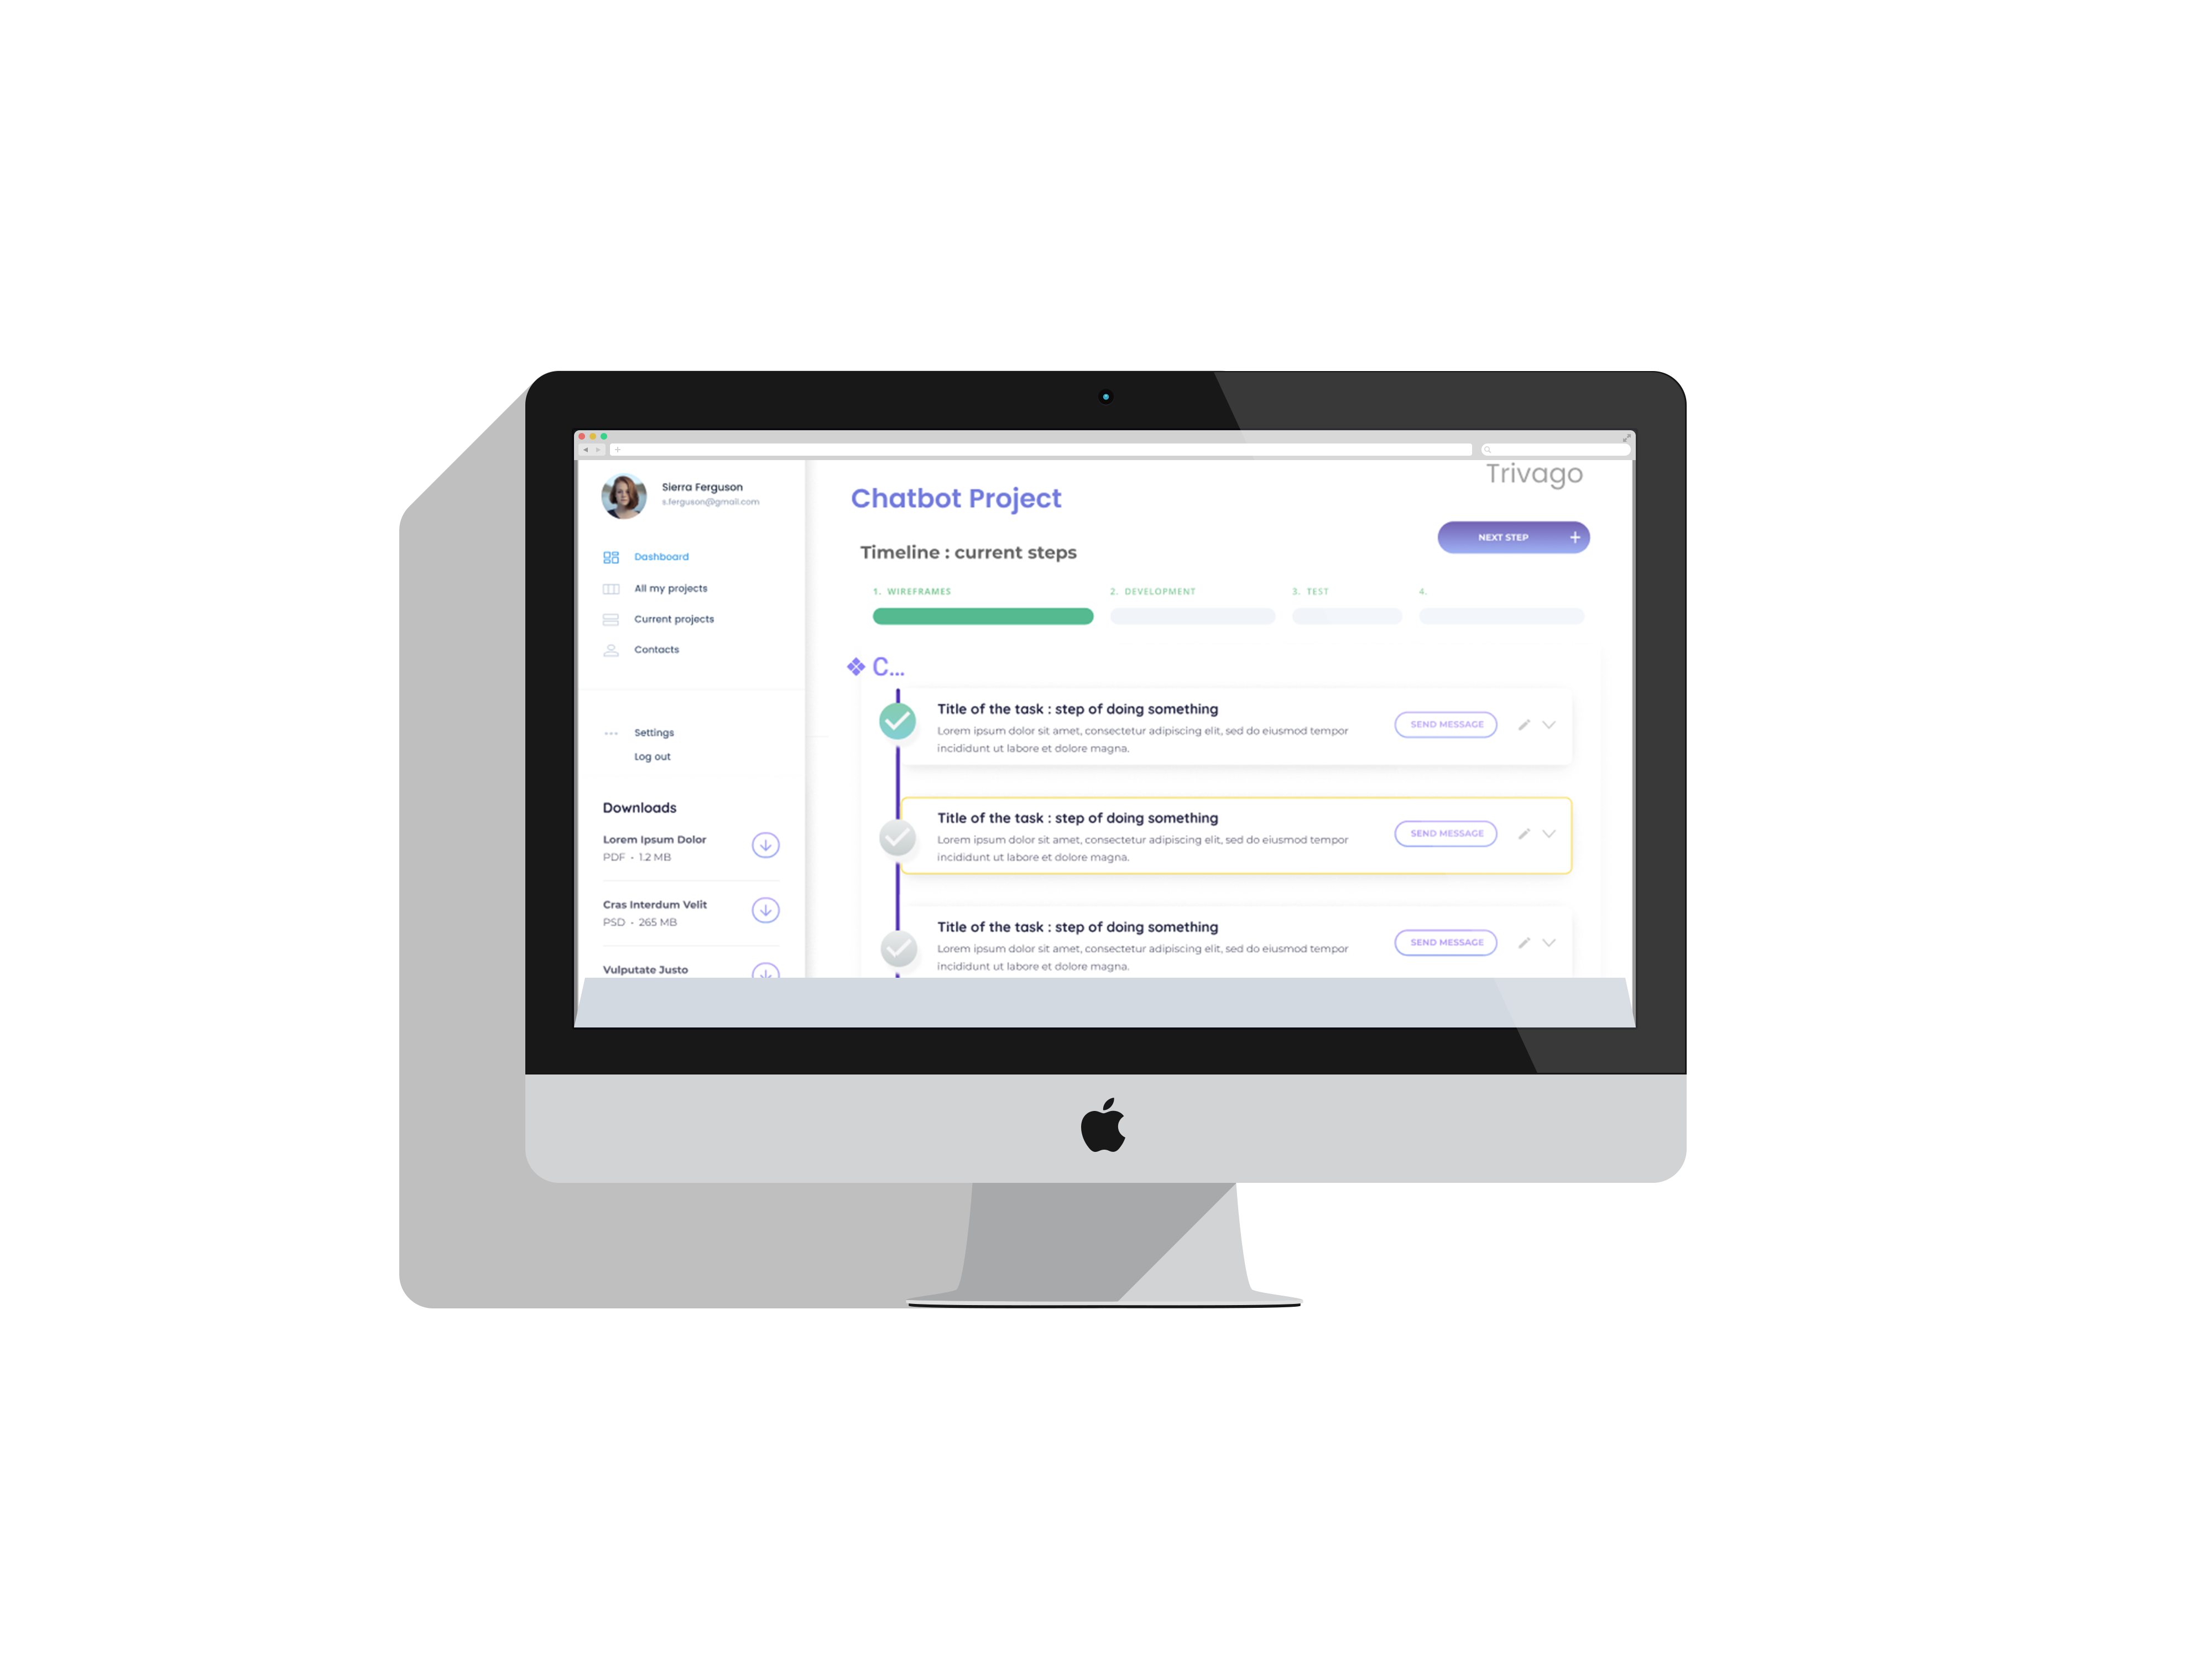 Sierra Ferguson
s.ferguson@gmail.com
Dashboard
All my projects
Current projects
Contacts
Settings
Log out
Downloads
Lorem Ipsum Dolor
PDF • 1.2 MB
Cras Interdum Velit
PSD • 265 MB
Vulputate Justo
Trivago
Chatbot Project
NEXT STEP +
Timeline : current steps
1. WIREFRAMES
2. DEVELOPMENT
3. TEST
4.
❖ C...
Title of the task : step of doing something
Lorem ipsum dolor sit amet, consectetur adipiscing elit, sed do eiusmod tempor
incididunt ut labore et dolore magna.
SEND MESSAGE
Title of the task : step of doing something
Lorem ipsum dolor sit amet, consectetur adipiscing elit, sed do eiusmod tempor
incididunt ut labore et dolore magna.
SEND MESSAGE
Title of the task : step of doing something
Lorem ipsum dolor sit amet, consectetur adipiscing elit, sed do eiusmod tempor
incididunt ut labore et dolore magna.
SEND MESSAGE